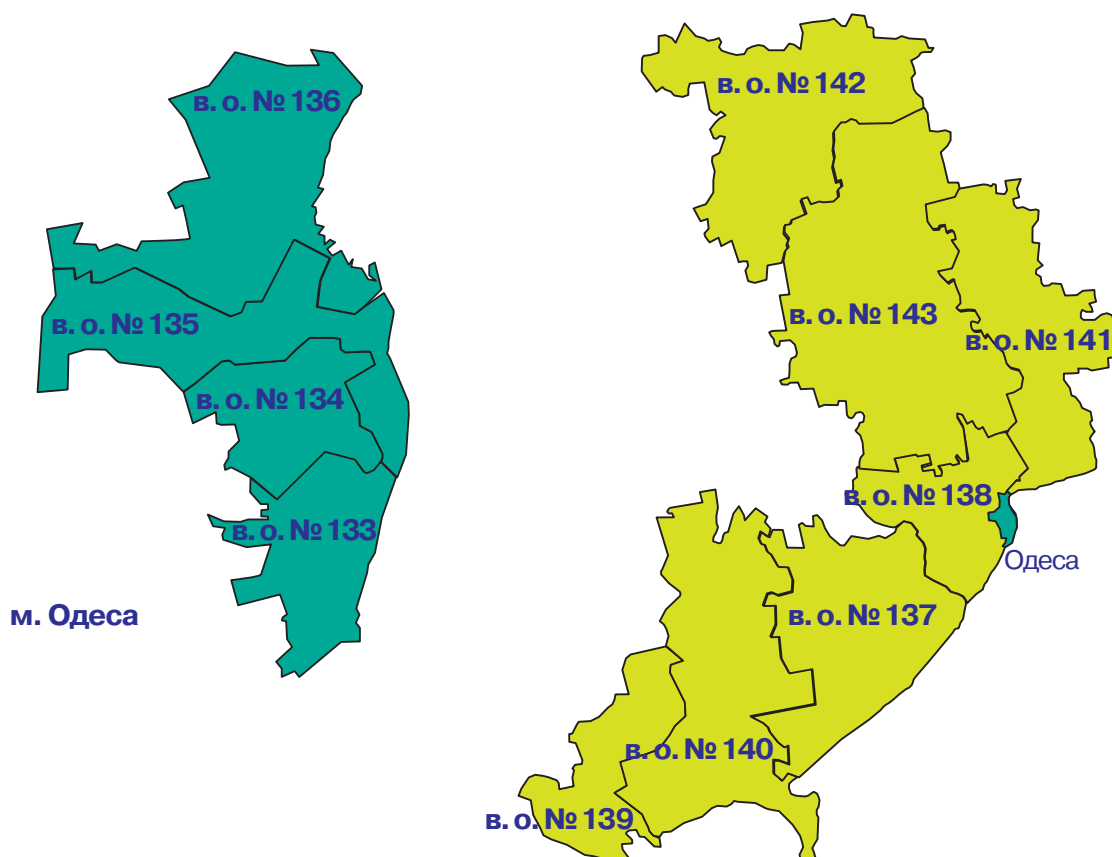 в. о. № 136
в. о. № 135
в. о. № 134
в. о. № 133
м. Одеса
в. о. № 142
в. о. № 143
в. о. № 141
в. о. № 138
Одеса
в. о. № 137
в. о. № 140
в. о. № 139